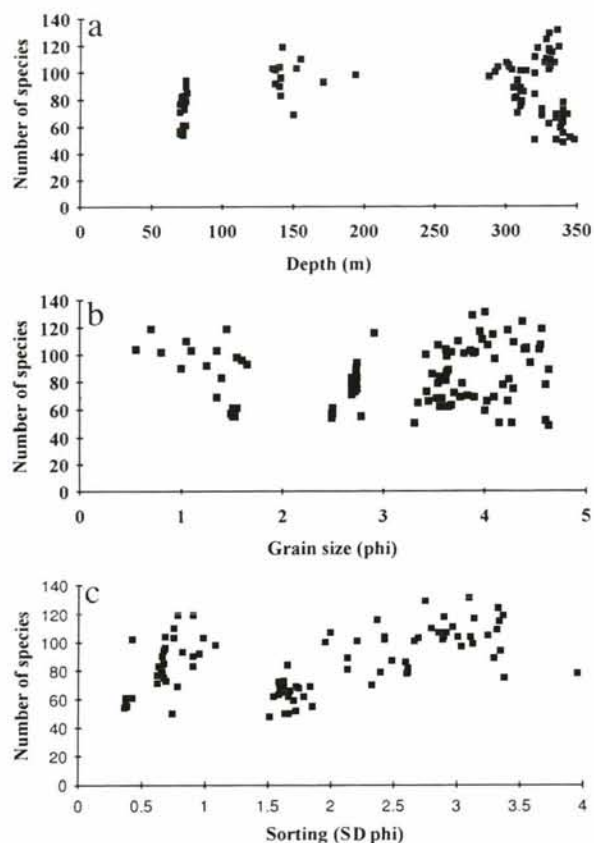 a
Number of species
140
120
100
80
60
40
20
0
0 50 100 150 200 250 300 350
Depth (m)
b
Number of species
140
120
100
80
60
40
20
0
0 1 2 3 4 5
Grain size (phi)
c
Number of species
140
120
100
80
60
40
20
0
0 0.5 1 1.5 2 2.5 3 3.5 4
Sorting (SD phi)